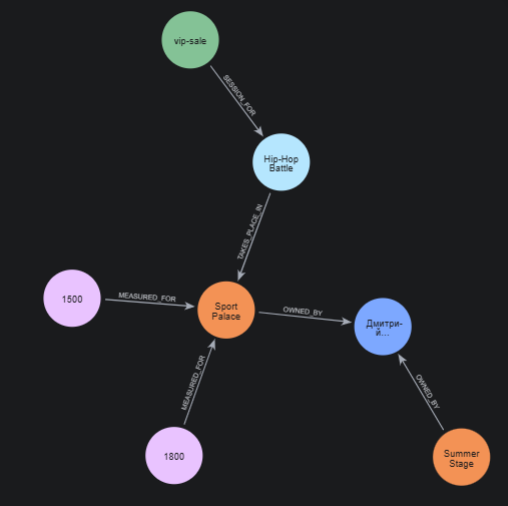 vip-sale
SESSION_FOR
Hip-Hop
Battle
TAKES_PLACE_IN
1500
MEASURED_FOR
Sport
Palace
OWNED_BY
Дмитри-
й...
MEASURED_FOR
OWNED_BY
1800
Summer
Stage